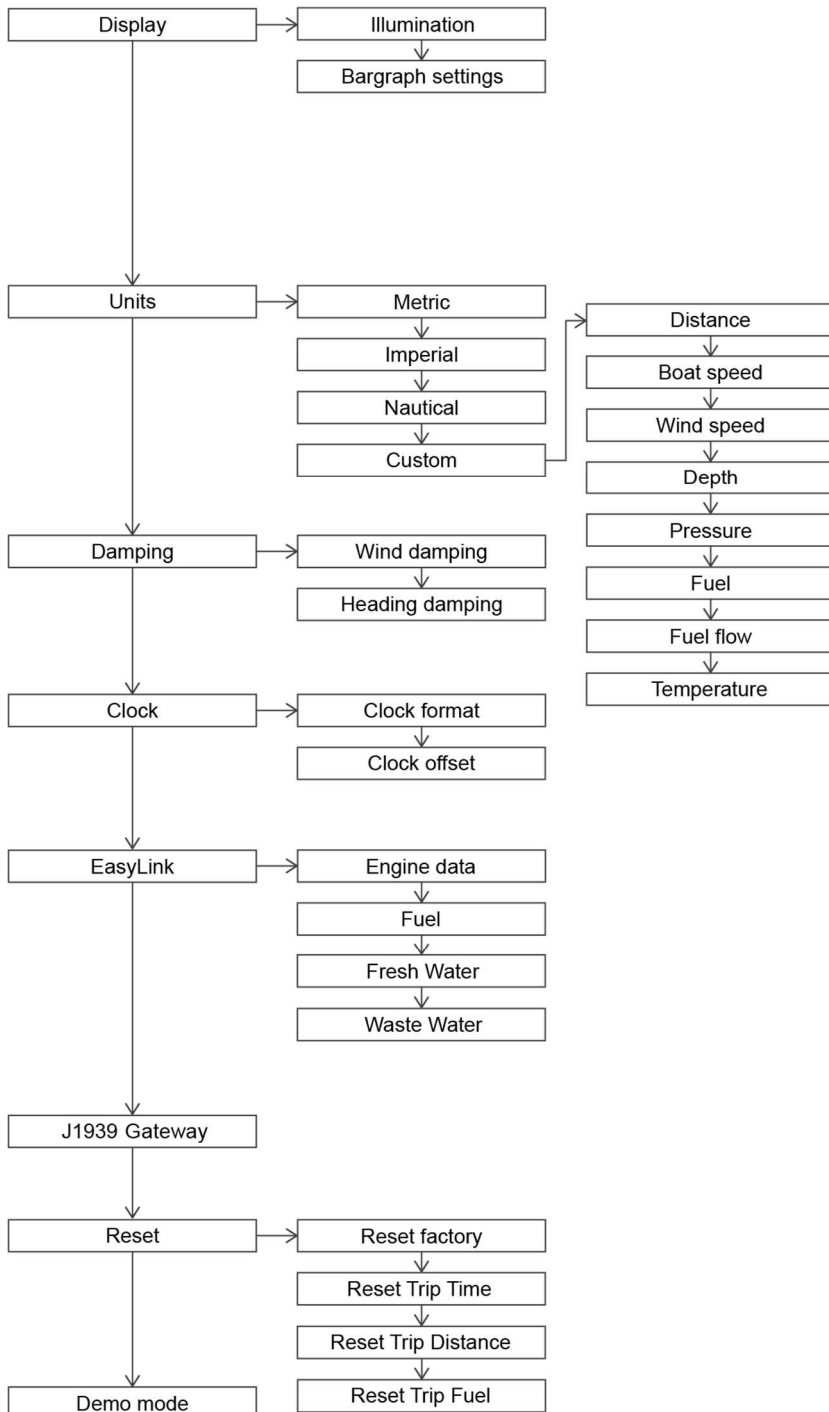 Display
Illumination
Bargraph settings
Units
Metric
Imperial
Nautical
Custom
Distance
Boat speed
Wind speed
Depth
Pressure
Fuel
Fuel flow
Temperature
Damping
Wind damping
Heading damping
Clock
Clock format
Clock offset
EasyLink
Engine data
Fuel
Fresh Water
Waste Water
J1939 Gateway
Reset
Reset factory
Reset Trip Time
Reset Trip Distance
Reset Trip Fuel
Demo mode